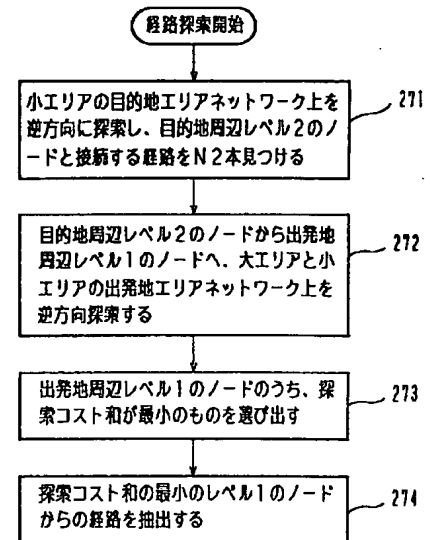 経路探索開始
小エリアの目的地エリアネットワーク上を
逆方向に探索し、目的地周辺レベル2のノ
ードと接続する経路をN2本見つける
271
目的地周辺レベル2のノードから出発地
周辺レベル1のノードへ、大エリアと小
エリアの出発地エリアネットワーク上を
逆方向探索する
272
出発地周辺レベル1のノードのうち、探
索コスト和が最小のものを選び出す
273
探索コスト和の最小のレベル1のノード
からの経路を抽出する
274